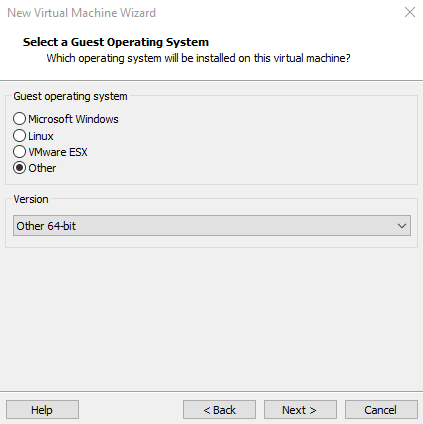 New Virtual Machine Wizard
Select a Guest Operating System
Which operating system will be installed on this virtual machine?
Guest operating system
Microsoft Windows
Linux
VMware ESX
Other
Version
Other 64-bit
Help
< Back
Next >
Cancel